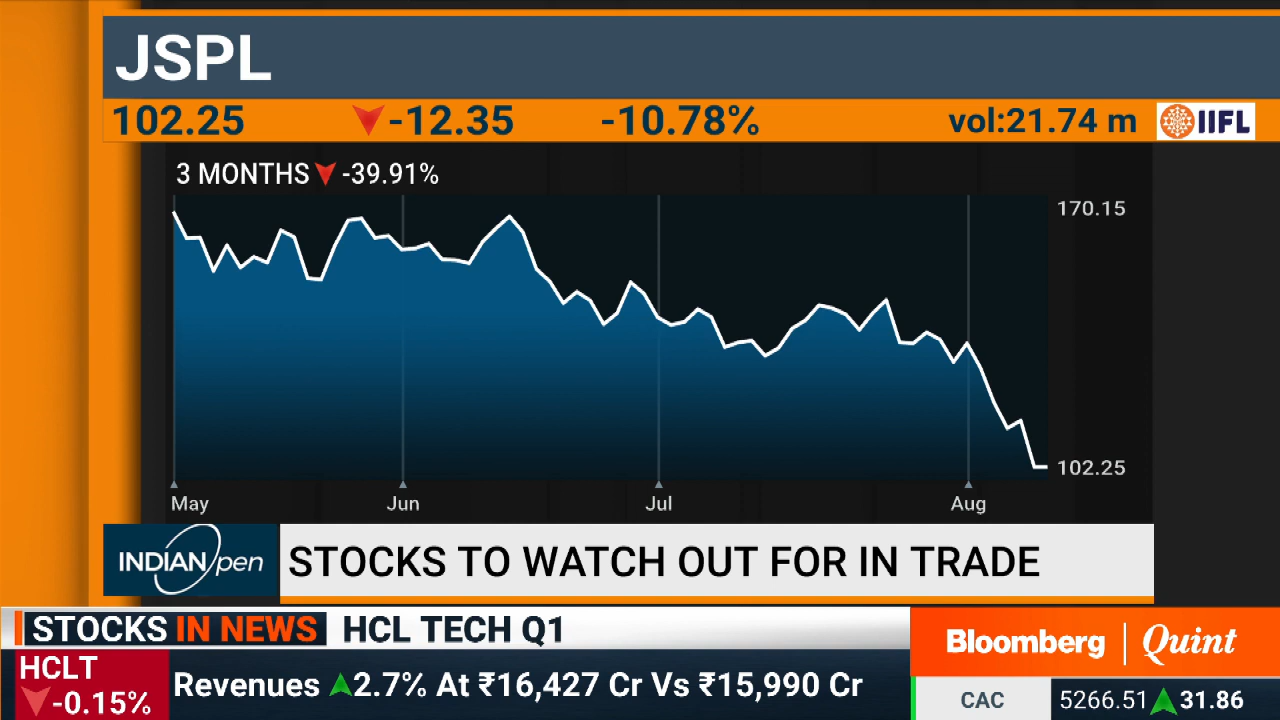 JSPL
102.25 -12.35 -10.78% vol:21.74 m IIFL
3 MONTHS -39.91%
170.15
102.25
May Jun Jul Aug
INDIAN Open STOCKS TO WATCH OUT FOR IN TRADE
STOCKS IN NEWS HCL TECH Q1
Bloomberg | Quint
HCLT
-0.15%
Revenues ▲2.7% At ₹16,427 Cr Vs ₹15,990 Cr
CAC 5266.51 ▲ 31.86